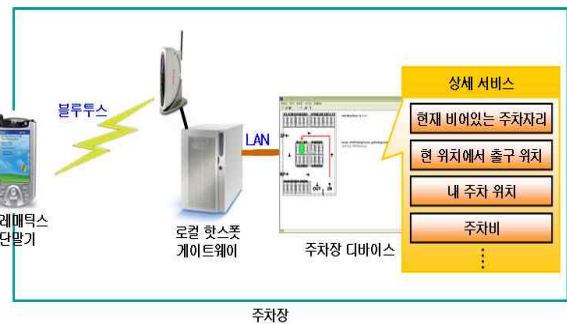 블루투스
LAN
레매틱스
단말기
로컬 핫스폿
게이트웨이
주차장 디바이스
OUT IN
상세 서비스
현재 비어있는 주차자리
현 위치에서 출구 위치
내 주차 위치
주차비
주차장